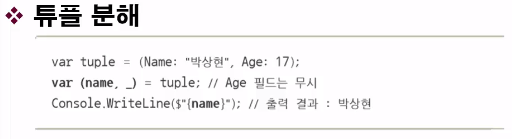 ❖ 튜플 분해
var tuple = (Name: "박상현", Age: 17);
var (name, _) = tuple; // Age 필드는 무시
Console.WriteLine($"{name}"); // 출력 결과 : 박상현